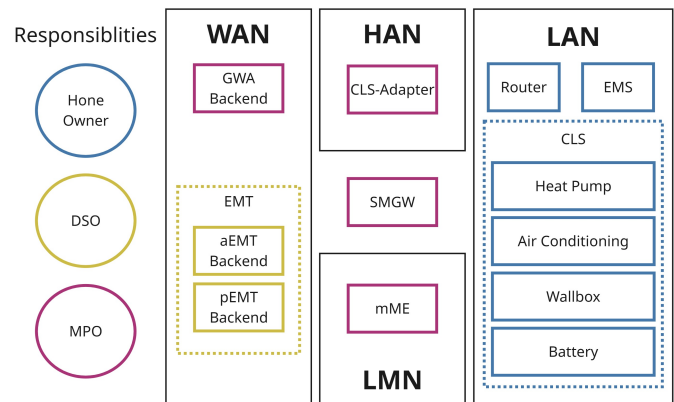 Responsiblities
Hone
Owner
DSO
MPO
WAN
GWA
Backend
EMT
aEMT
Backend
pEMT
Backend
HAN
CLS-Adapter
SMGW
mME
LMN
LAN
Router
EMS
CLS
Heat Pump
Air Conditioning
Wallbox
Battery